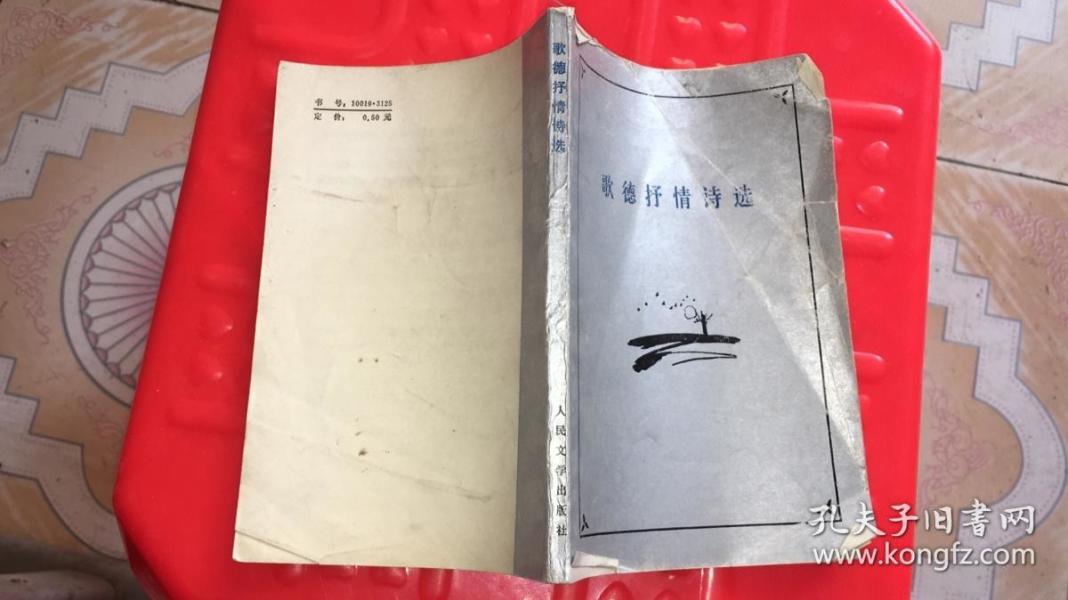 书 号：10019·3125
定 价： 0.50 元
歌德抒情诗选
人民文学出版社
歌德抒情诗选
孔夫子旧書网
www.kongfz.com